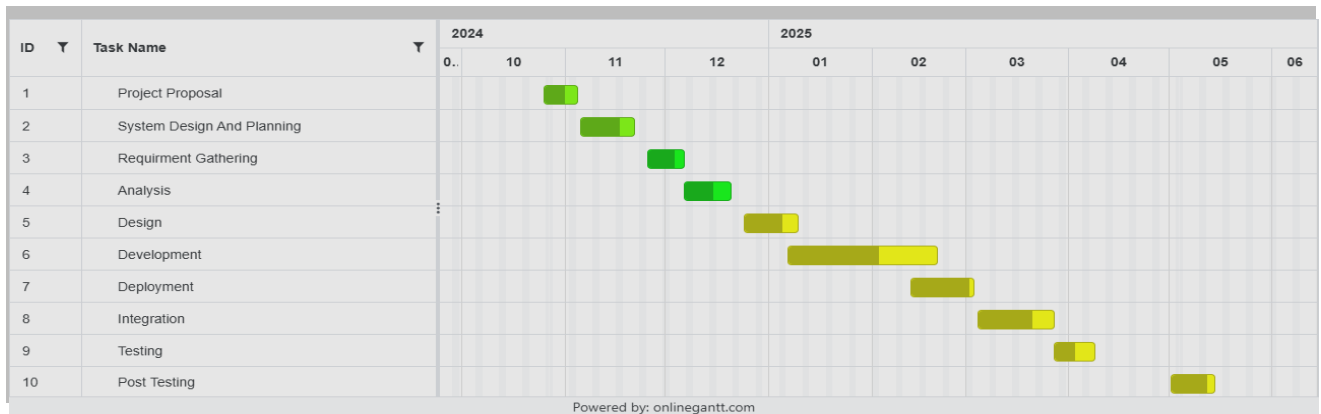 2024 2025
ID Task Name
0.. 10 11 12 01 02 03 04 05 06
1 Project Proposal
2 System Design And Planning
3 Requirment Gathering
4 Analysis
5 Design
6 Development
7 Deployment
8 Integration
9 Testing
10 Post Testing
Powered by: onlinegantt.com